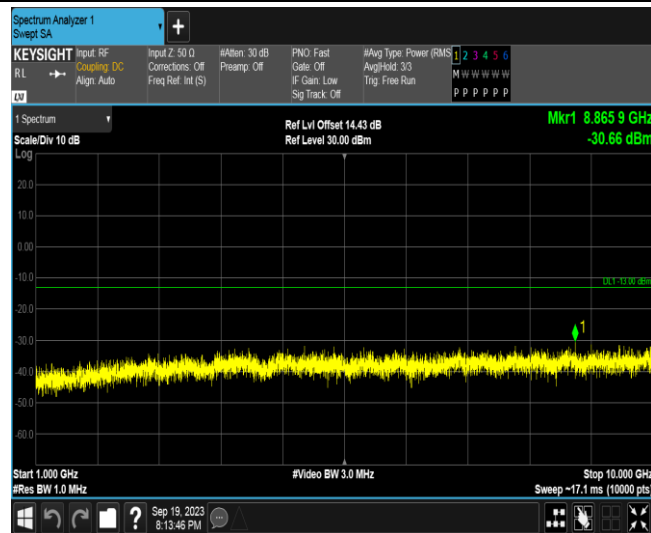 Spectrum Analyzer 1
Swept SA
+
KEYSIGHT
RL
LXI
Input: RF
Coupling: DC
Align: Auto
Input Z: 50 Ω
Corrections: Off
Freq Ref: Int (S)
#Atten: 30 dB
Preamp: Off
PNO: Fast
Gate: Off
IF Gain: Low
Sig Track: Off
#Avg Type: Power (RMS
Avg|Hold: 3/3
Trig: Free Run
1 2 3 4 5 6
M W W W W W
P P P P P P
1 Spectrum
Scale/Div 10 dB
Log
Ref Lvl Offset 14.43 dB
Ref Level 30.00 dBm
Mkr1 8.865 9 GHz
-30.66 dBm
20.0
10.0
0.00
-10.0
DL1 -13.00 dBm
-20.0
1
-30.0
-40.0
-50.0
-60.0
Start 1.000 GHz
#Res BW 1.0 MHz
#Video BW 3.0 MHz
Stop 10.000 GHz
Sweep ~17.1 ms (10000 pts)
?
Sep 19, 2023
8:13:46 PM